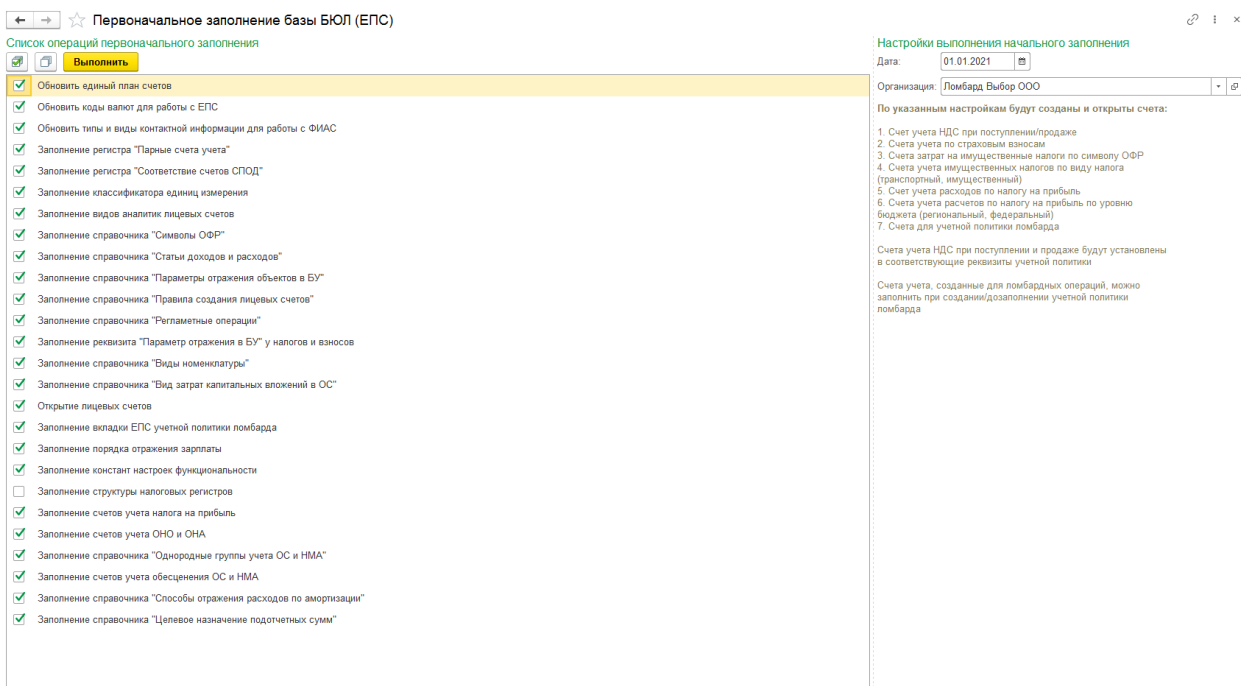 Первоначальное заполнение базы БЮЛ (ЕПС)
Список операций первоначального заполнения
Выполнить
Обновить единый план счетов
Обновить коды валют для работы с ЕПС
Обновить типы и виды контактной информации для работы с ФИАС
Заполнение регистра "Парные счета учета"
Заполнение регистра "Соответствие счетов СПОД"
Заполнение классификатора единиц измерения
Заполнение видов аналитик лицевых счетов
Заполнение справочника "Символы ОФР"
Заполнение справочника "Статьи доходов и расходов"
Заполнение справочника "Параметры отражения объектов в БУ"
Заполнение справочника "Правила создания лицевых счетов"
Заполнение справочника "Регламетные операции"
Заполнение реквизита "Параметр отражения в БУ" у налогов и взносов
Заполнение справочника "Виды номенклатуры"
Заполнение справочника "Вид затрат капитальных вложений в ОС"
Открытие лицевых счетов
Заполнение вкладки ЕПС учетной политики ломбарда
Заполнение порядка отражения зарплаты
Заполнение констант настроек функциональности
Заполнение структуры налоговых регистров
Заполнение счетов учета налога на прибыль
Заполнение счетов учета ОНО и ОНА
Заполнение справочника "Однородные группы учета ОС и НМА"
Заполнение счетов учета обесценения ОС и НМА
Заполнение справочника "Способы отражения расходов по амортизации"
Заполнение справочника "Целевое назначение подотчетных сумм"
Настройки выполнения начального заполнения
Дата: 01.01.2021
Организация: Ломбард Выбор ООО
По указанным настройкам будут созданы и открыты счета:
1. Счет учета НДС при поступлении/продаже
2. Счета учета по страховым взносам
3. Счета затрат на имущественные налоги по символу ОФР
4. Счета учета имущественных налогов по виду налога
(транспортный, имущественный)
5. Счет учета расходов по налогу на прибыль
6. Счета учета расчетов по налогу на прибыль по уровню
бюджета (региональный, федеральный)
7. Счета для учетной политики ломбарда
Счета учета НДС при поступлении и продаже будут установлены
в соответствующие реквизиты учетной политики
Счета учета, созданные для ломбардных операций, можно
заполнить при создании/дозаполнении учетной политики
ломбарда